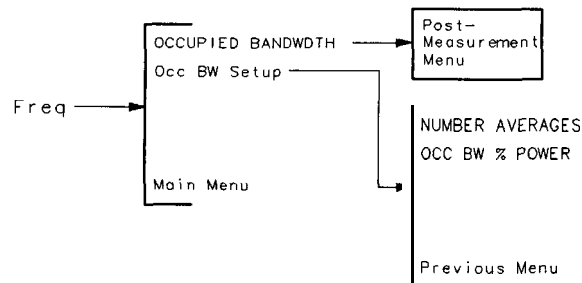 Freq
OCCUPIED BANDWDTH
Occ BW Setup
Main Menu
Post-
Measurement
Menu
NUMBER AVERAGES
OCC BW % POWER
Previous Menu